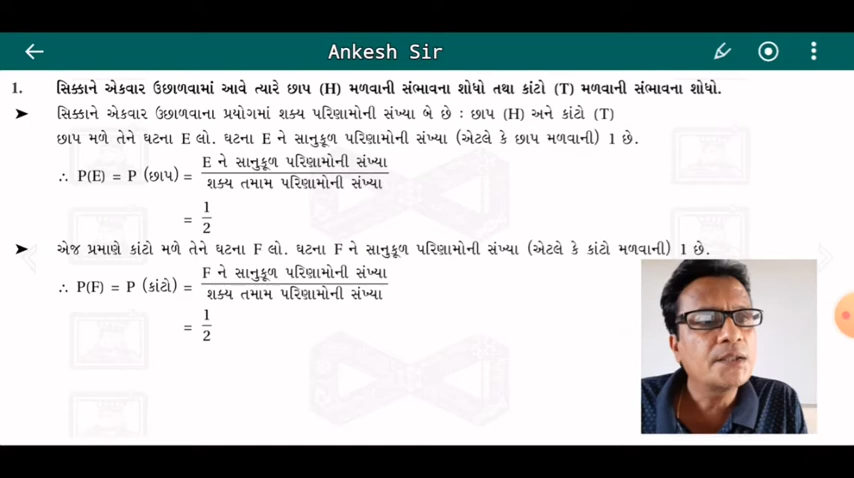 Ankesh Sir
1. સિક્કાને એકવાર ઉછાળવામાં આવે ત્યારે છાપ (H) મળવાની સંભાવના શોધો તથા કાંટો (T) મળવાની સંભાવના શોધો.
➤ સિક્કાને એકવાર ઉછાળવાના પ્રયોગમાં શક્ય પરિણામોની સંખ્યા બે છે : છાપ (H) અને કાંટો (T)
છાપ મળે તેને ઘટના E લો. ઘટના E ને સાનુકૂળ પરિણામોની સંખ્યા (એટલે કે છાપ મળવાની) 1 છે.
∴ P(E) = P (છાપ) = E ને સાનુકૂળ પરિણામોની સંખ્યા / શક્ય તમામ પરિણામોની સંખ્યા
= 1/2
➤ એજ પ્રમાણે કાંટો મળે તેને ઘટના F લો. ઘટના F ને સાનુકૂળ પરિણામોની સંખ્યા (એટલે કે કાંટો મળવાની) 1 છે.
∴ P(F) = P (કાંટો) = F ને સાનુકૂળ પરિણામોની સંખ્યા / શક્ય તમામ પરિણામોની સંખ્યા
= 1/2